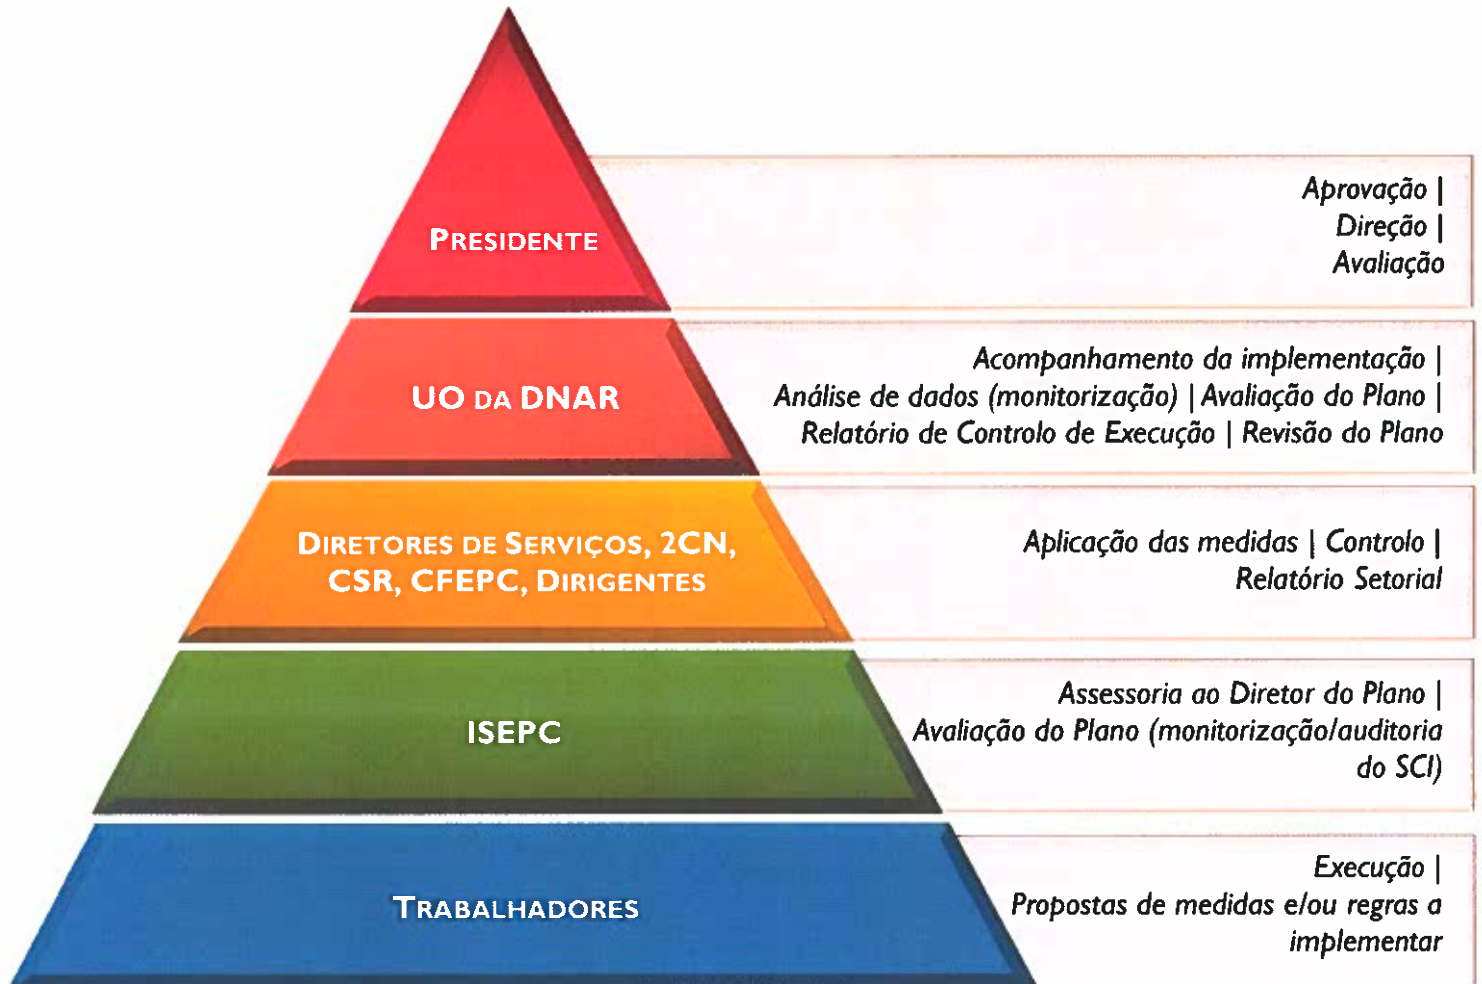 PRESIDENTE
Aprovação |
Direção |
Avaliação
UO DA DNAR
Acompanhamento da implementação |
Análise de dados (monitorização) | Avaliação do Plano |
Relatório de Controlo de Execução | Revisão do Plano
DIRETORES DE SERVIÇOS, 2CN,
CSR, CFEPC, DIRIGENTES
Aplicação das medidas | Controlo |
Relatório Setorial
ISEPC
Assessoria ao Diretor do Plano |
Avaliação do Plano (monitorização/auditoria
do SCI)
TRABALHADORES
Execução |
Propostas de medidas e/ou regras a
implementar